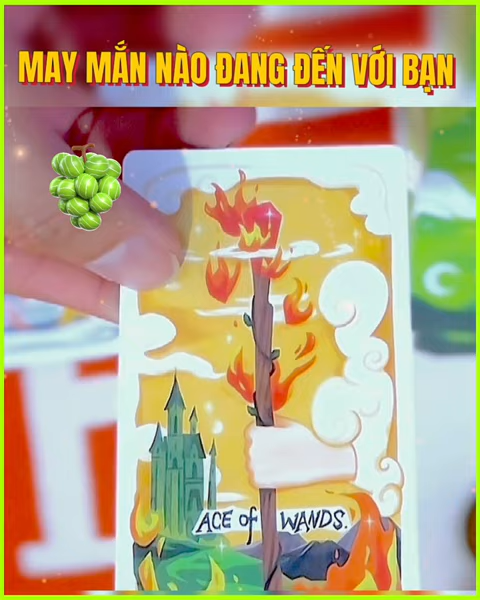 MAY MẮN NÀO ĐANG ĐẾN VỚI BẠN
ACE of WANDS.